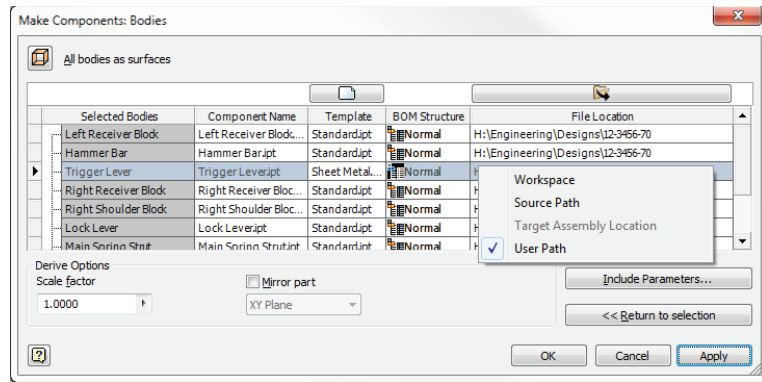 Make Components: Bodies
All bodies as surfaces
Selected Bodies Component Name Template BOM Structure File Location
Left Receiver Block Left Receiver Block... Standard.ipt Normal H:\Engineering\Designs\12-3456-70
Hammer Bar Hammer Bar.ipt Standard.ipt Normal H:\Engineering\Designs\12-3456-70
Trigger Lever Trigger Lever.ipt Sheet Metal.... Normal
Workspace
Right Receiver Block Right Receiver Bloc... Standard.ipt Normal
Source Path
Right Shoulder Block Right Shoulder Bloc... Standard.ipt Normal
Target Assembly Location
Lock Lever Lock Lever.ipt Standard.ipt Normal
User Path
Main Spring Strut Main Spring Strut.ipt Standard.ipt Normal
Derive Options
Scale factor Mirror part Include Parameters...
1.0000 XY Plane << Return to selection
OK Cancel Apply